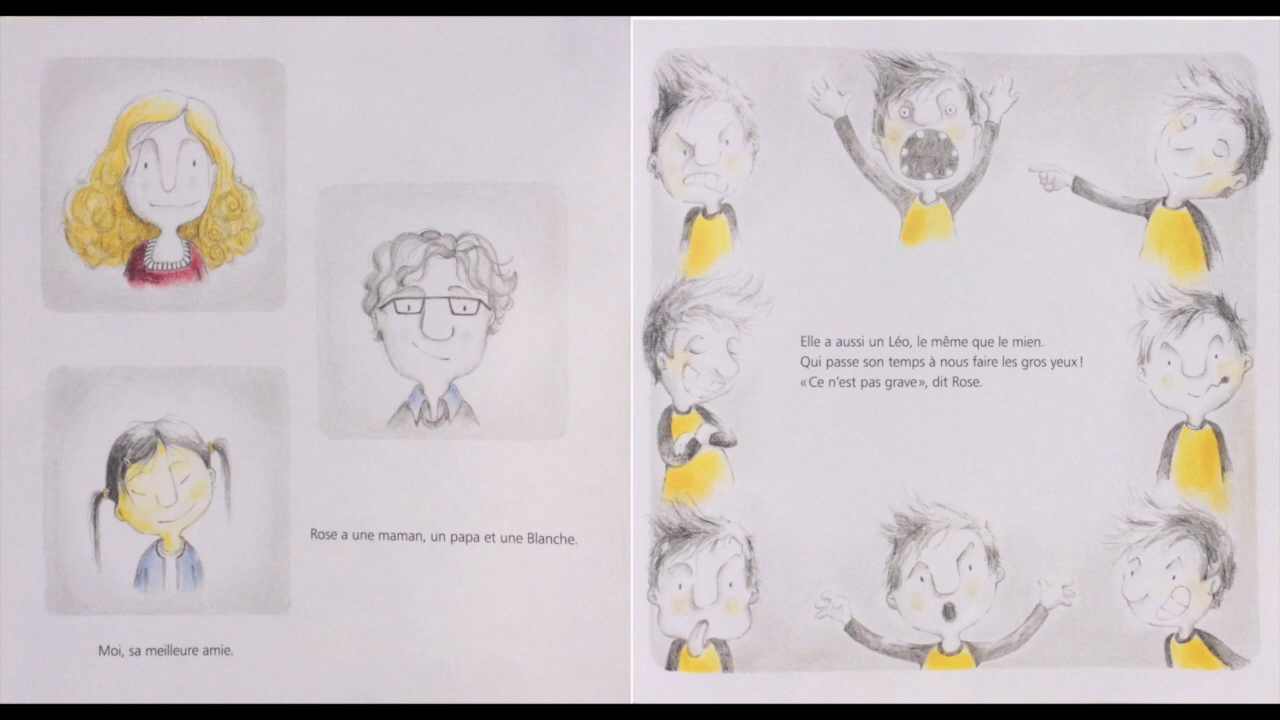 Rose a une maman, un papa et une Blanche.
Moi, sa meilleure amie.
Elle a aussi un Léo, le même que le mien.
Qui passe son temps à nous faire les gros yeux !
« Ce n'est pas grave », dit Rose.